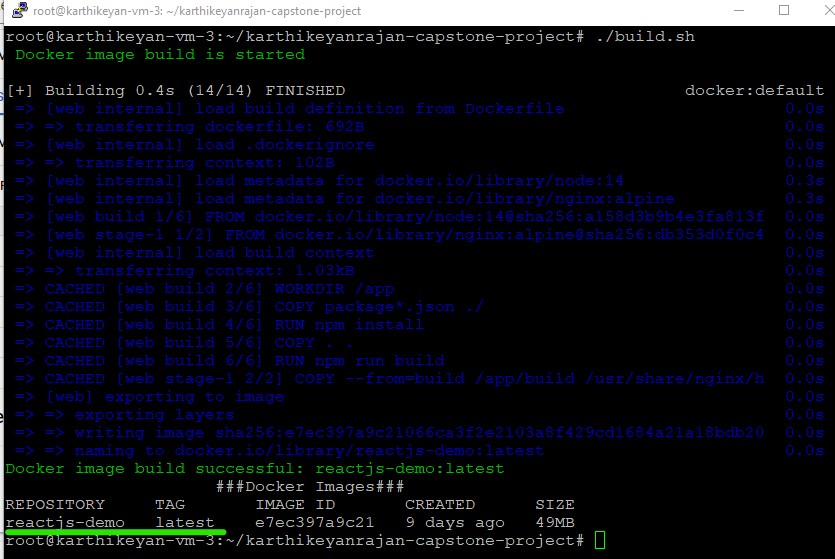 root@karthikeyan-vm-3: ~/karthikeyanrajan-capstone-project
root@karthikeyan-vm-3:~/karthikeyanrajan-capstone-project# ./build.sh
Docker image build is started
[+] Building 0.4s (14/14) FINISHED docker:default
=> [web internal] load build definition from Dockerfile 0.0s
=> => transferring dockerfile: 692B 0.0s
=> [web internal] load .dockerignore 0.0s
=> => transferring context: 102B 0.0s
=> [web internal] load metadata for docker.io/library/node:14 0.3s
=> [web internal] load metadata for docker.io/library/nginx:alpine 0.3s
=> [web build 1/6] FROM docker.io/library/node:14@sha256:a158d3b9b4e3fa813f 0.0s
=> [web stage-1 1/2] FROM docker.io/library/nginx:alpine@sha256:db353d0f0c4 0.0s
=> [web internal] load build context 0.0s
=> => transferring context: 1.03kB 0.0s
=> CACHED [web build 2/6] WORKDIR /app 0.0s
=> CACHED [web build 3/6] COPY package*.json ./ 0.0s
=> CACHED [web build 4/6] RUN npm install 0.0s
=> CACHED [web build 5/6] COPY . . 0.0s
=> CACHED [web build 6/6] RUN npm run build 0.0s
=> CACHED [web stage-1 2/2] COPY --from=build /app/build /usr/share/nginx/h 0.0s
=> [web] exporting to image 0.0s
=> => exporting layers 0.0s
=> => writing image sha256:e7ec397a9c21066ca3f2e2103a8f429cd1684a21a18bdb20 0.0s
=> => naming to docker.io/library/reactjs-demo:latest 0.0s
Docker image build successful: reactjs-demo:latest
###Docker Images###
REPOSITORY TAG IMAGE ID CREATED SIZE
reactjs-demo latest e7ec397a9c21 9 days ago 49MB
root@karthikeyan-vm-3:~/karthikeyanrajan-capstone-project#